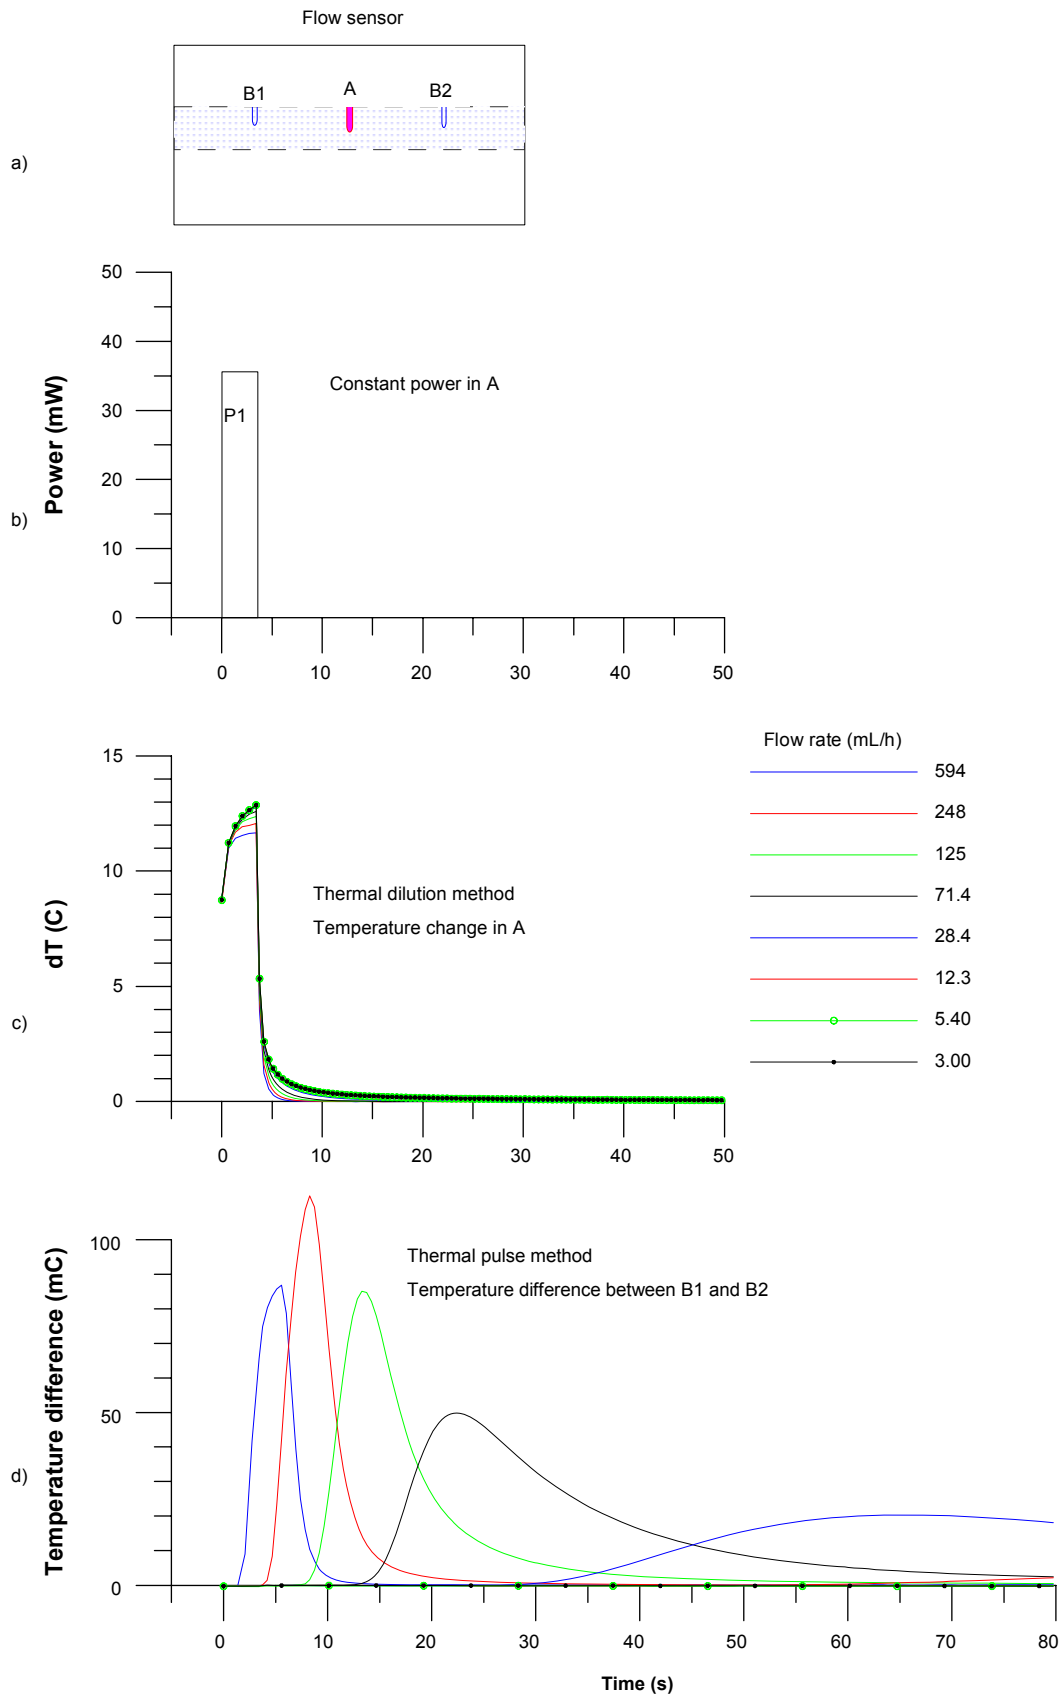 Flow sensor
B1
A
B2
a)
50
40
30
20
10
0
Power (mW)
P1
Constant power in A
b)
0
10
20
30
40
50
15
10
5
0
dT (C)
Thermal dilution method
Temperature change in A
c)
0
10
20
30
40
50
Flow rate (mL/h)
594
248
125
71.4
28.4
12.3
5.40
3.00
100
50
0
Temperature difference (mC)
Thermal pulse method
Temperature difference between B1 and B2
d)
0
10
20
30
40
50
60
70
80
Time (s)